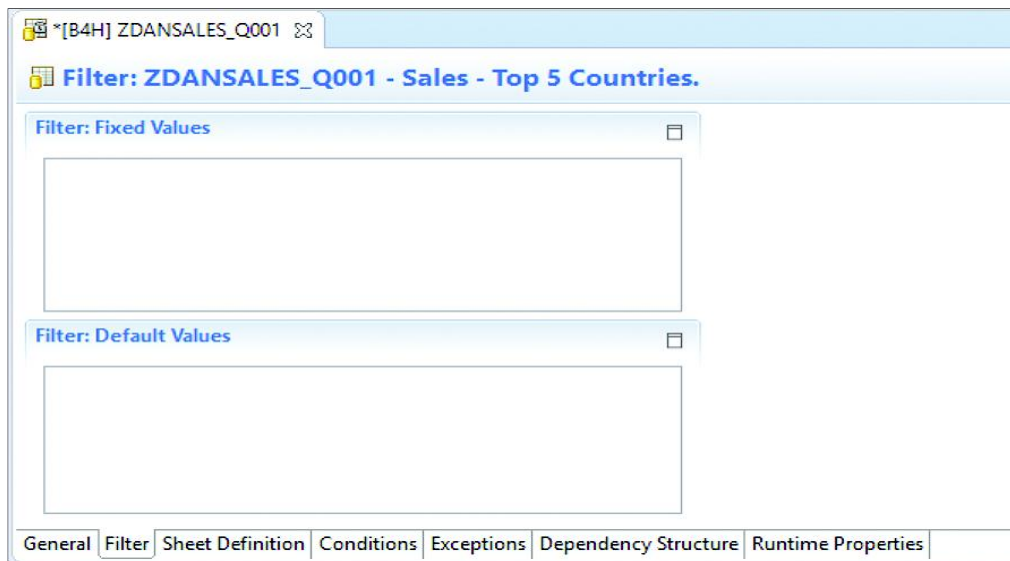 *[B4H] ZDANSALES_Q001
Filter: ZDANSALES_Q001 - Sales - Top 5 Countries.
Filter: Fixed Values
Filter: Default Values
General Filter Sheet Definition Conditions Exceptions Dependency Structure Runtime Properties